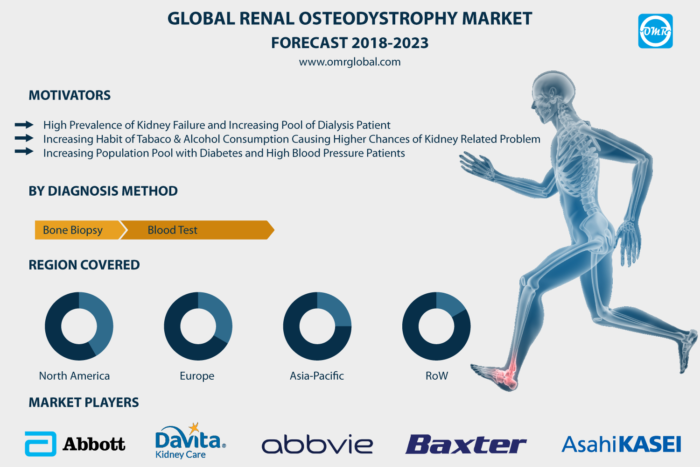 GLOBAL RENAL OSTEODYSTROPHY MARKET
FORECAST 2018-2023
www.omrglobal.com
OMR
MOTIVATORS
High Prevalence of Kidney Failure and Increasing Pool of Dialysis Patient
Increasing Habit of Tabaco & Alcohol Consumption Causing Higher Chances of Kidney Related Problem
Increasing Population Pool with Diabetes and High Blood Pressure Patients
BY DIAGNOSIS METHOD
Bone Biopsy Blood Test
REGION COVERED
North America Europe Asia-Pacific RoW
MARKET PLAYERS
Abbott DaVita® abbvie Baxter AsahiKASEI
Kidney Care